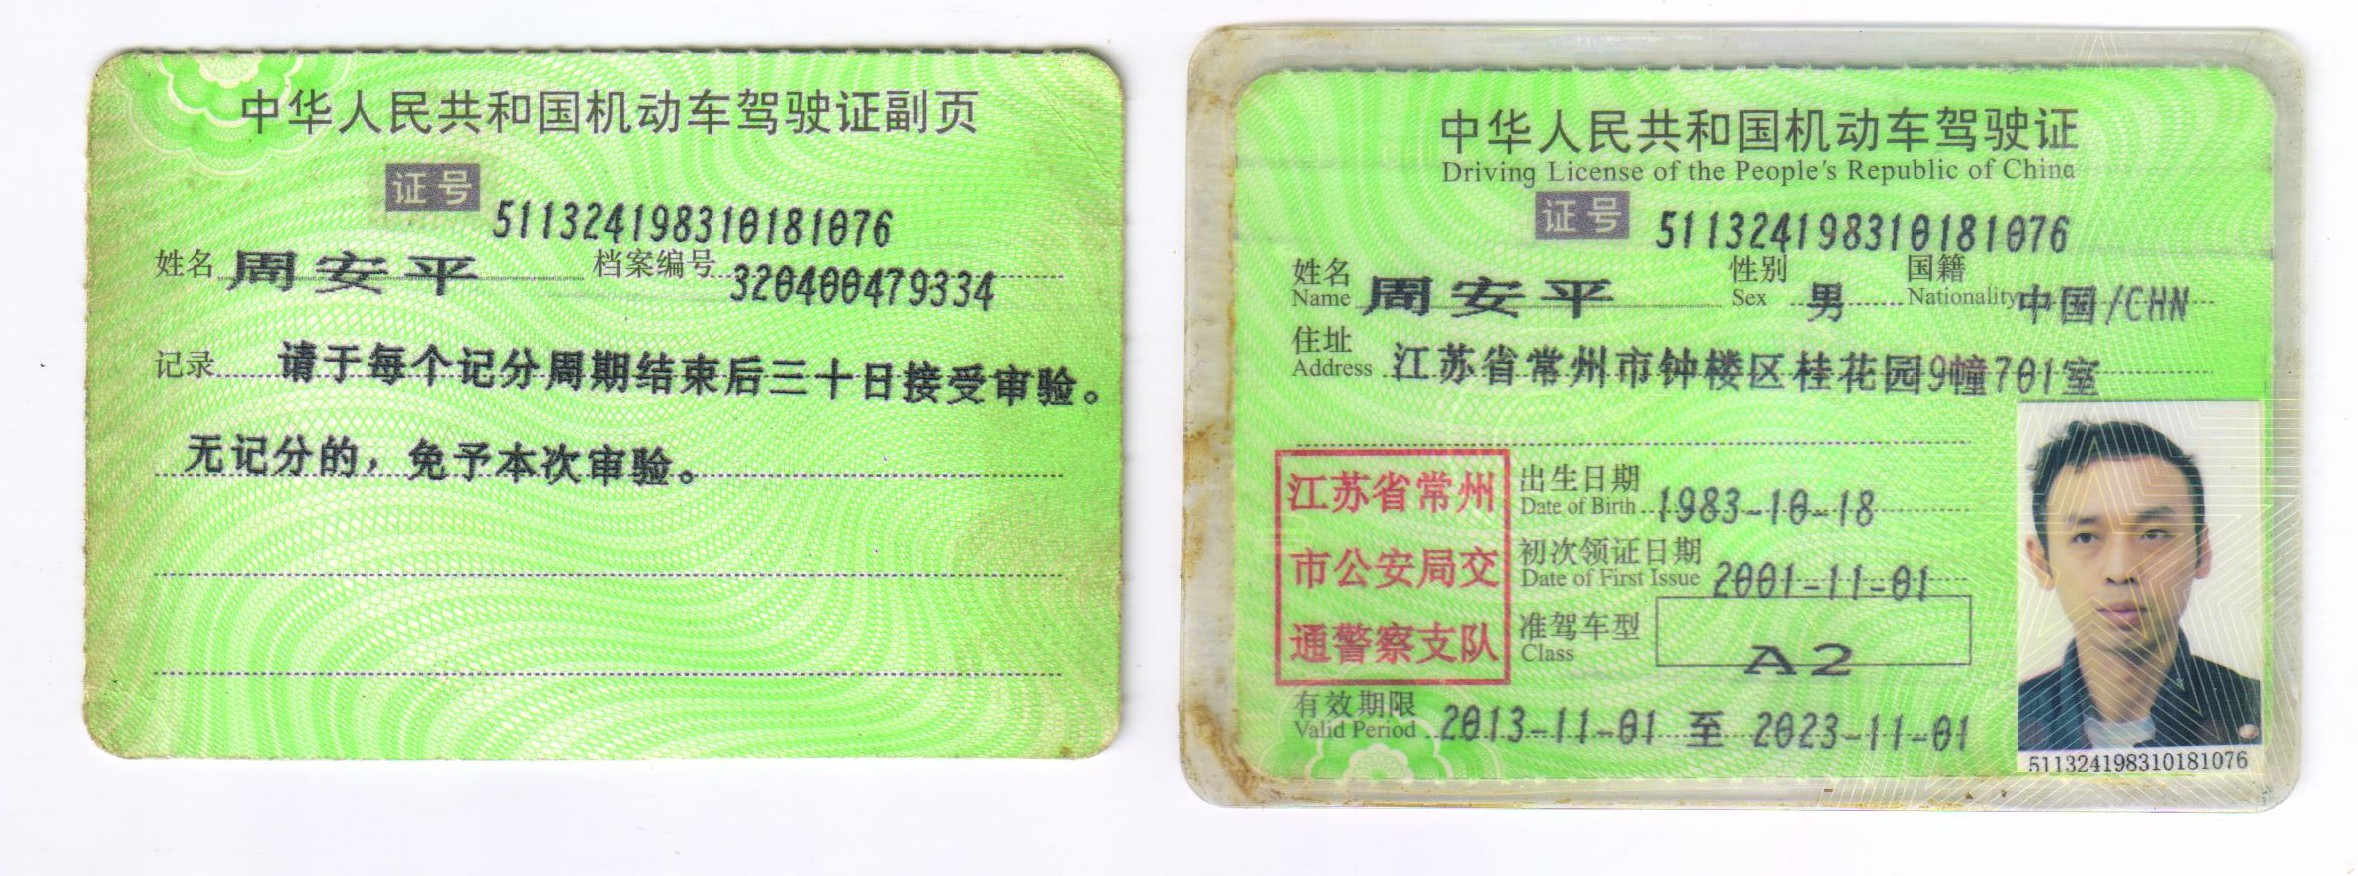 中华人民共和国机动车驾驶证副页
证号 511324198310181076
姓名 周安平 档案编号 320400479334
记录 请于每个记分周期结束后三十日接受审验。
无记分的，免予本次审验。
中华人民共和国机动车驾驶证
Driving License of the People's Republic of China
证号 511324198310181076
姓名 周安平 性别 男 国籍 中国/CHN
Name Sex Nationality
住址 江苏省常州市钟楼区桂花园9幢701室
Address
江苏省常州
市公安局交
通警察支队
出生日期 1983-10-18
Date of Birth
初次领证日期 2001-11-01
Date of First Issue
准驾车型 A2
Class
有效期限 2013-11-01 至 2023-11-01
Valid Period
511324198310181076